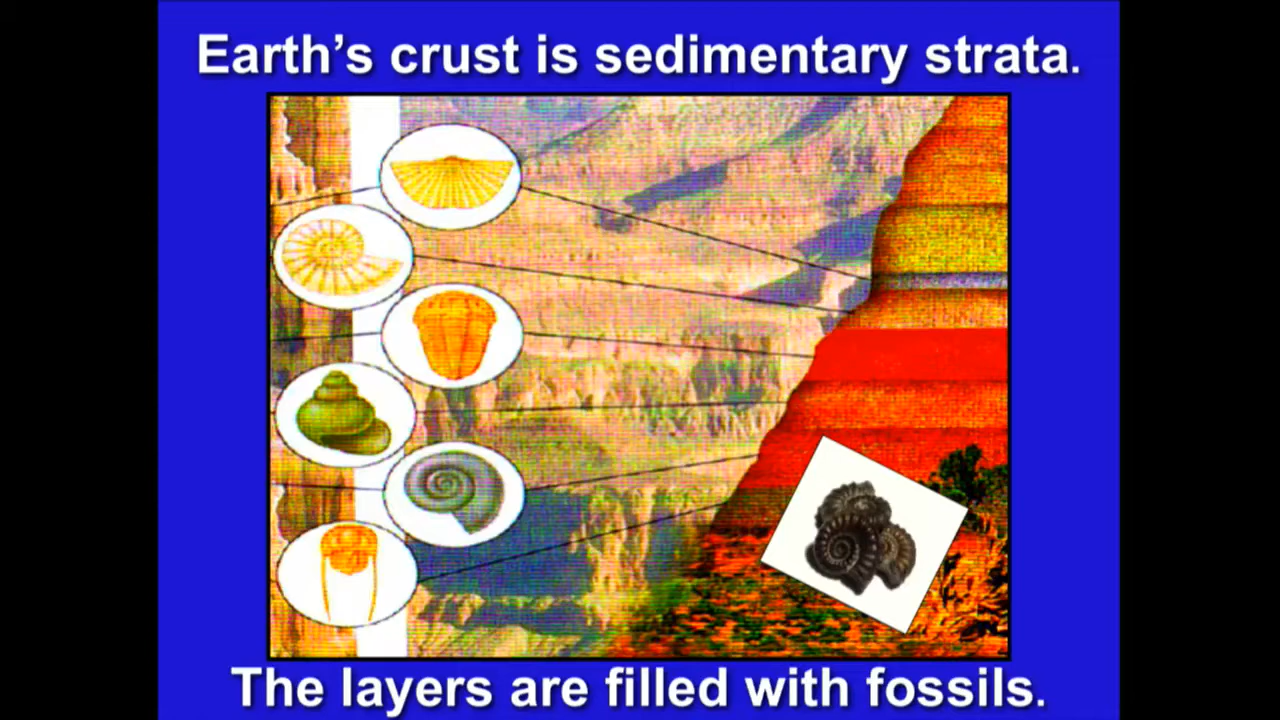 Earth's crust is sedimentary strata.
The layers are filled with fossils.